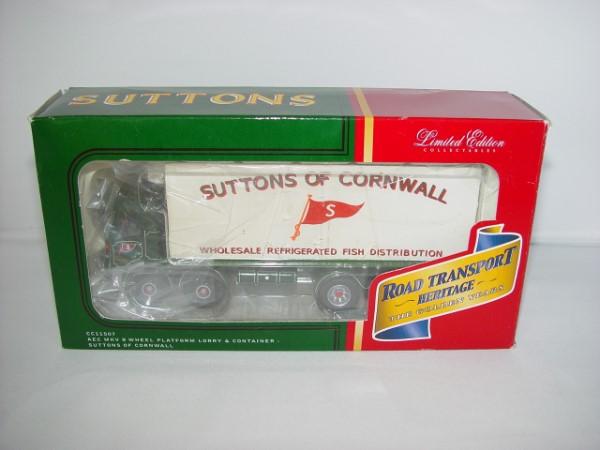 SUTTONS
Limited Edition
COLLECTABLES
SUTTONS OF CORNWALL
S
WHOLESALE REFRIGERATED FISH DISTRIBUTION
ROAD TRANSPORT
HERITAGE
THE GOLDEN YEARS
CC11507
AEC MKV 8 WHEEL PLATFORM LORRY & CONTAINER -
SUTTONS OF CORNWALL